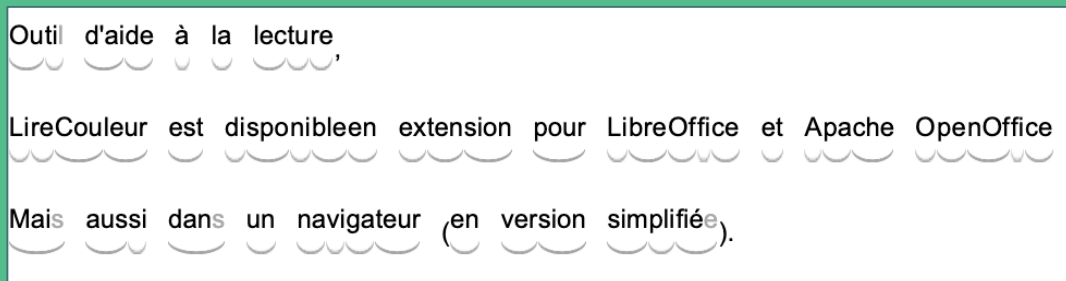 Outil d'aide à la lecture,
LireCouleur est disponibleen extension pour LibreOffice et Apache OpenOffice
Mais aussi dans un navigateur (en version simplifiée).